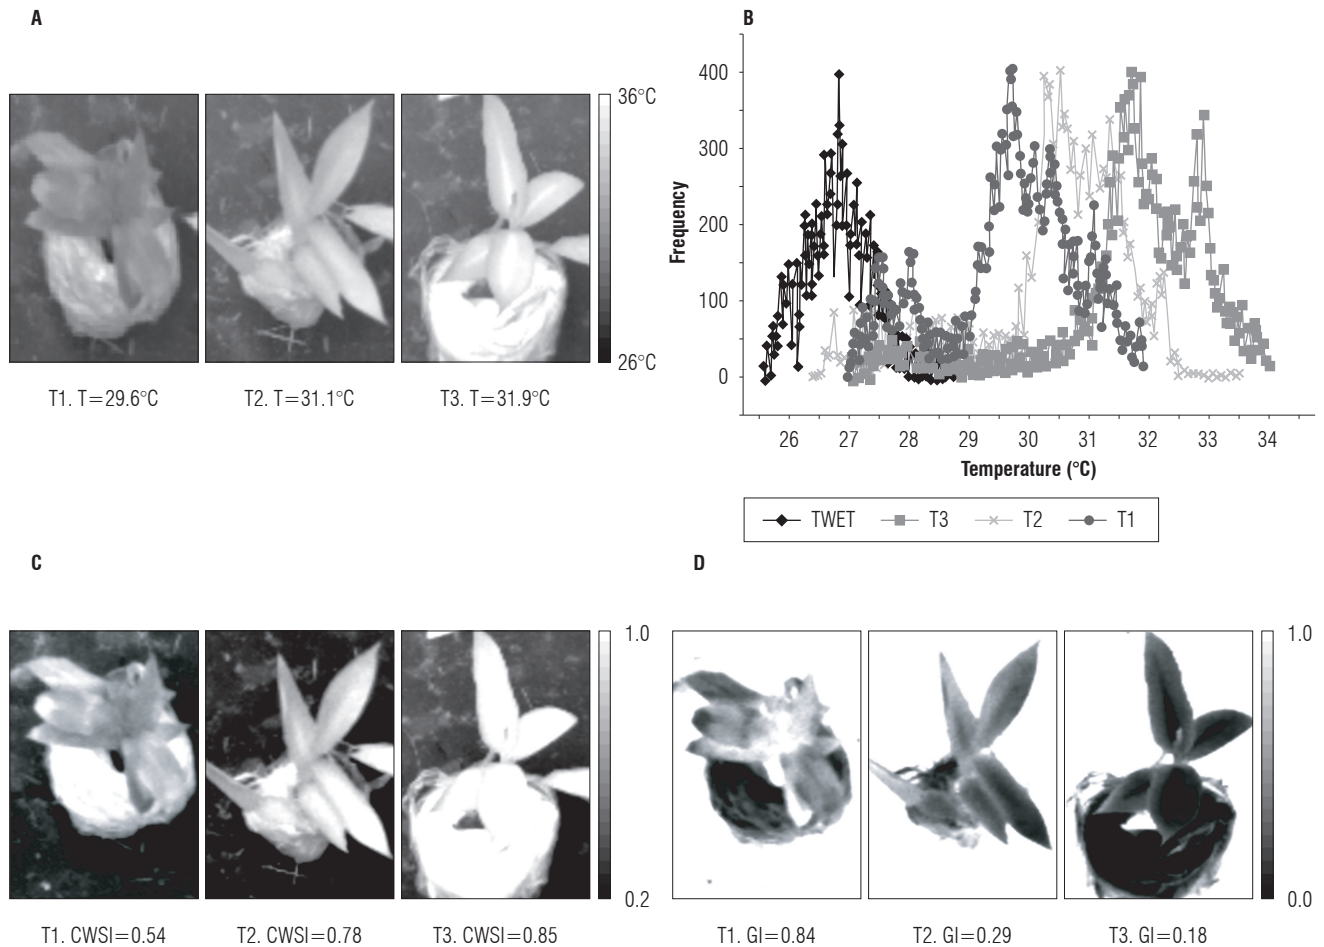 A
36°C
26°C
T1. T=29.6°C
T2. T=31.1°C
T3. T=31.9°C
B
Frequency
400
300
200
100
0
26 27 28 29 30 31 32 33 34
Temperature (°C)
TWET T3 T2 T1
C
1.0
0.2
T1. CWSI=0.54
T2. CWSI=0.78
T3. CWSI=0.85
D
1.0
0.0
T1. GI=0.84
T2. GI=0.29
T3. GI=0.18